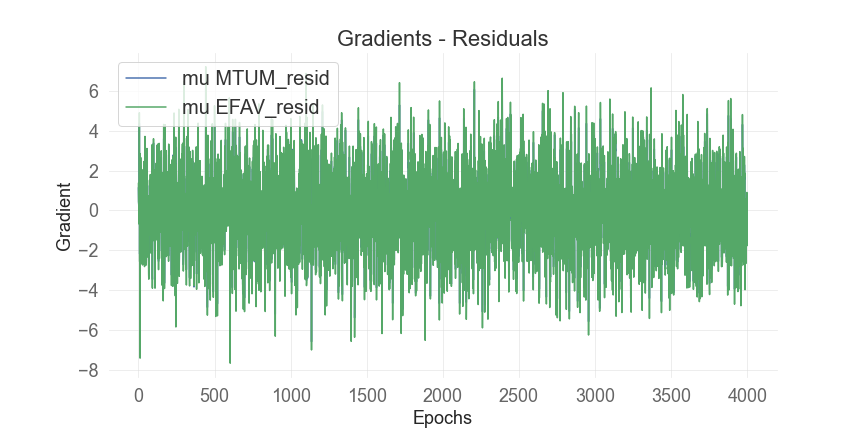 Gradients - Residuals
mu MTUM_resid
mu EFAV_resid
6
4
2
0
−2
−4
−6
−8
Gradient
0 500 1000 1500 2000 2500 3000 3500 4000
Epochs